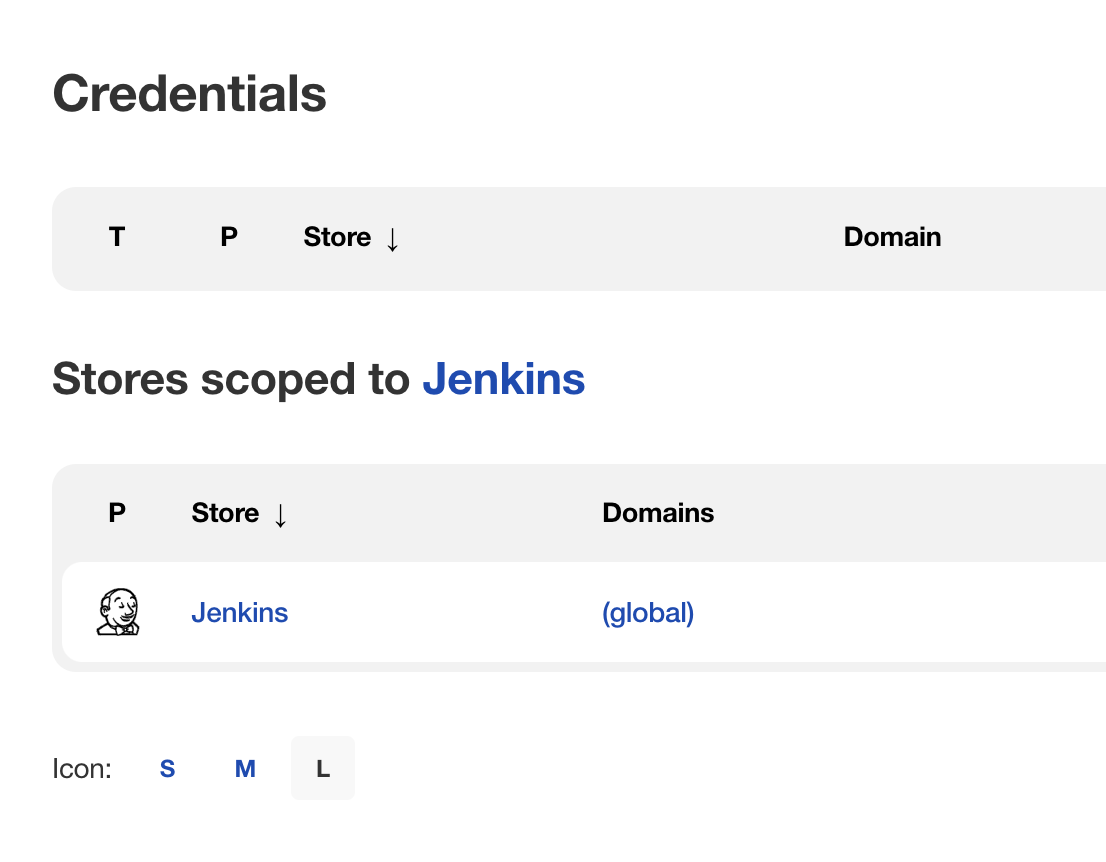 Credentials
T P Store ↓ Domain
Stores scoped to Jenkins
P Store ↓ Domains
Jenkins (global)
Icon: S M L